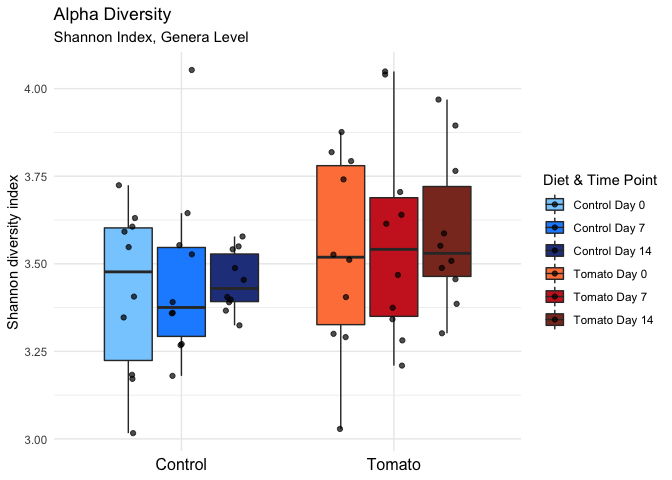 Alpha Diversity
Shannon Index, Genera Level
Shannon diversity index
4.00
3.75
3.50
3.25
3.00
Control
Tomato
Diet & Time Point
Control Day 0
Control Day 7
Control Day 14
Tomato Day 0
Tomato Day 7
Tomato Day 14